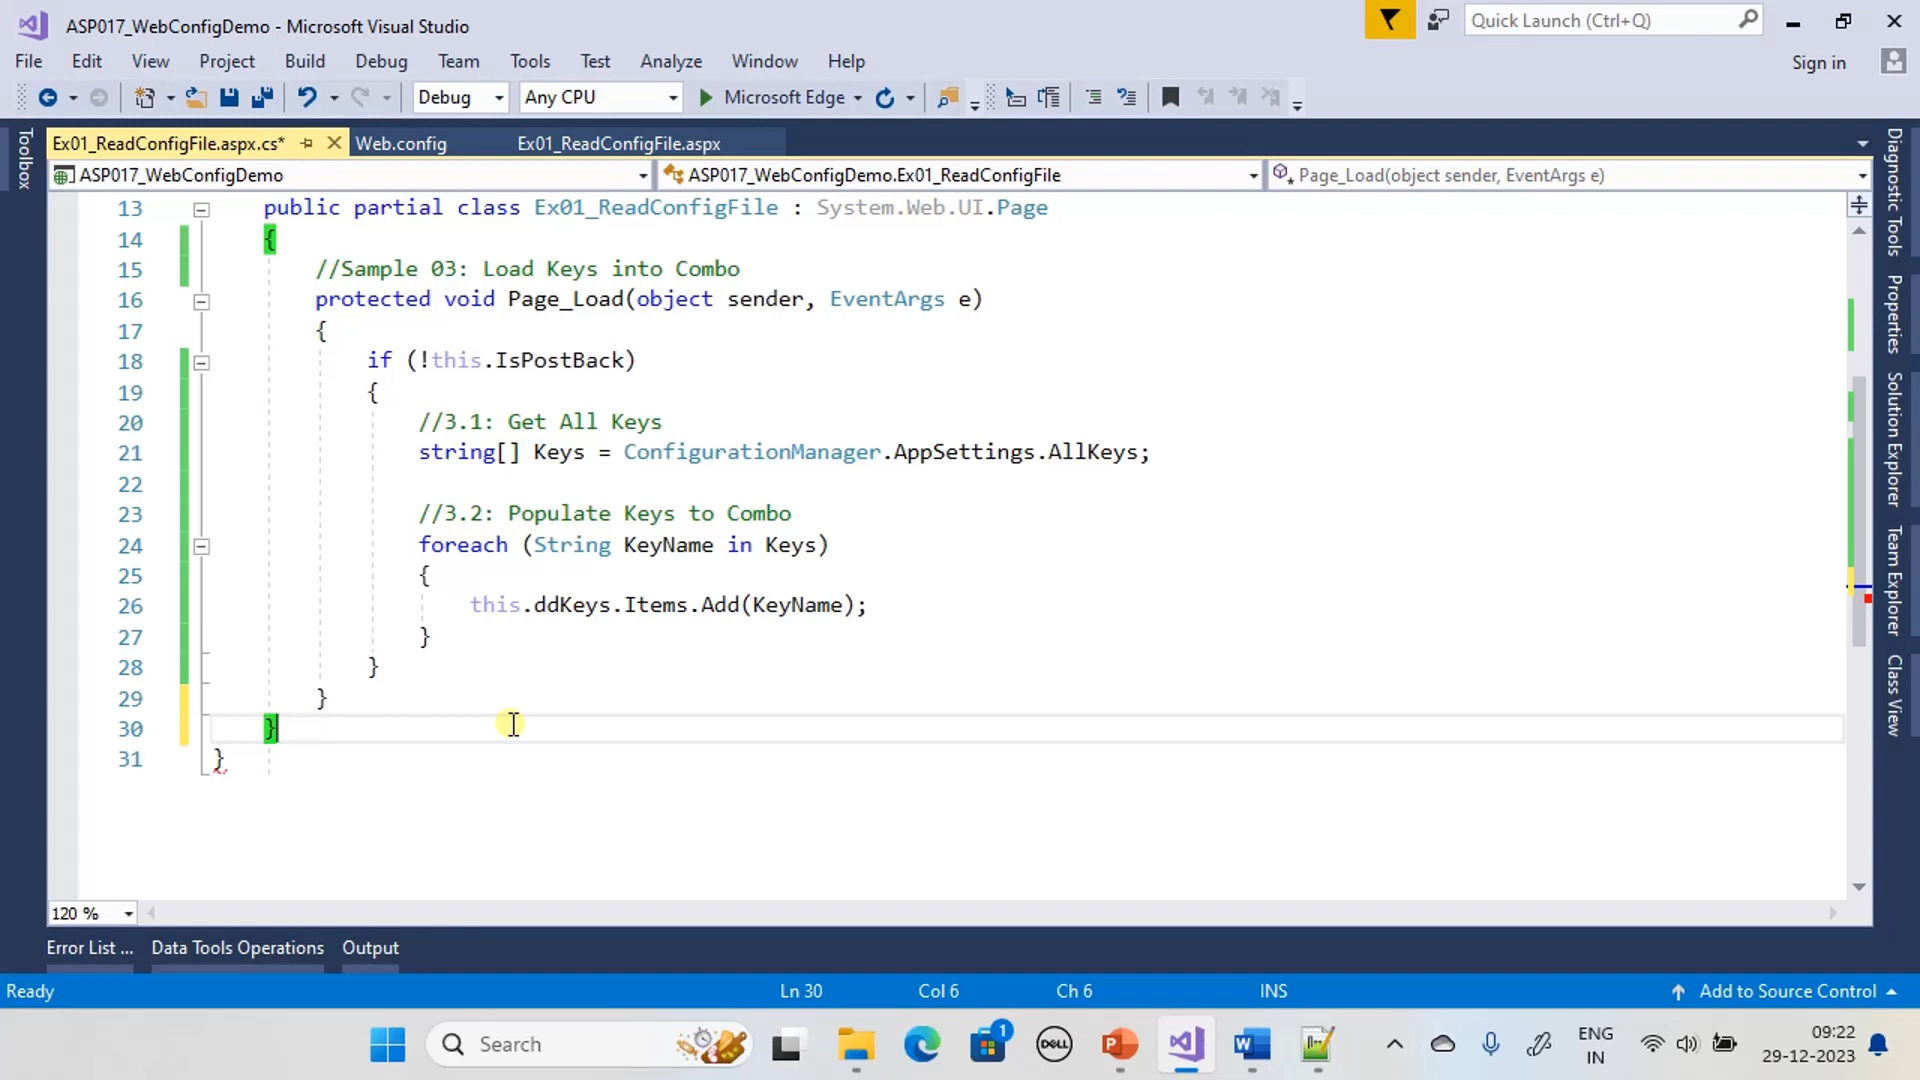 ASP017_WebConfigDemo - Microsoft Visual Studio
Quick Launch (Ctrl+Q)
File Edit View Project Build Debug Team Tools Test Analyze Window Help
Sign in
Debug Any CPU Microsoft Edge
Toolbox
Ex01_ReadConfigFile.aspx.cs* Web.config Ex01_ReadConfigFile.aspx
ASP017_WebConfigDemo ASP017_WebConfigDemo.Ex01_ReadConfigFile Page_Load(object sender, EventArgs e)
13 public partial class Ex01_ReadConfigFile : System.Web.UI.Page
14 {
15 //Sample 03: Load Keys into Combo
16 protected void Page_Load(object sender, EventArgs e)
17 {
18 if (!this.IsPostBack)
19 {
20 //3.1: Get All Keys
21 string[] Keys = ConfigurationManager.AppSettings.AllKeys;
22
23 //3.2: Populate Keys to Combo
24 foreach (String KeyName in Keys)
25 {
26 this.ddKeys.Items.Add(KeyName);
27 }
28 }
29 }
30 }
31 }
Diagnostic Tools
Properties
Solution Explorer
Team Explorer
Class View
120 %
Error List ... Data Tools Operations Output
Ready Ln 30 Col 6 Ch 6 INS Add to Source Control
Search
1
DELL
ENG
IN
09:22
29-12-2023